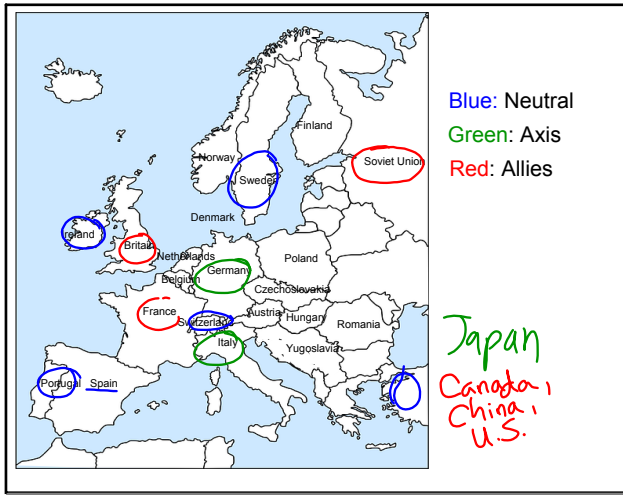 Blue: Neutral
Green: Axis
Red: Allies
Finland
Norway
Soviet Union
Sweden
Denmark
Ireland
Britain
Netherlands
Poland
Germany
Belgium
Czechoslovakia
France
Austria
Hungary
Switzerland
Romania
Italy
Yugoslavia
Portugal
Spain
Japan
Canada,
China,
U.S.